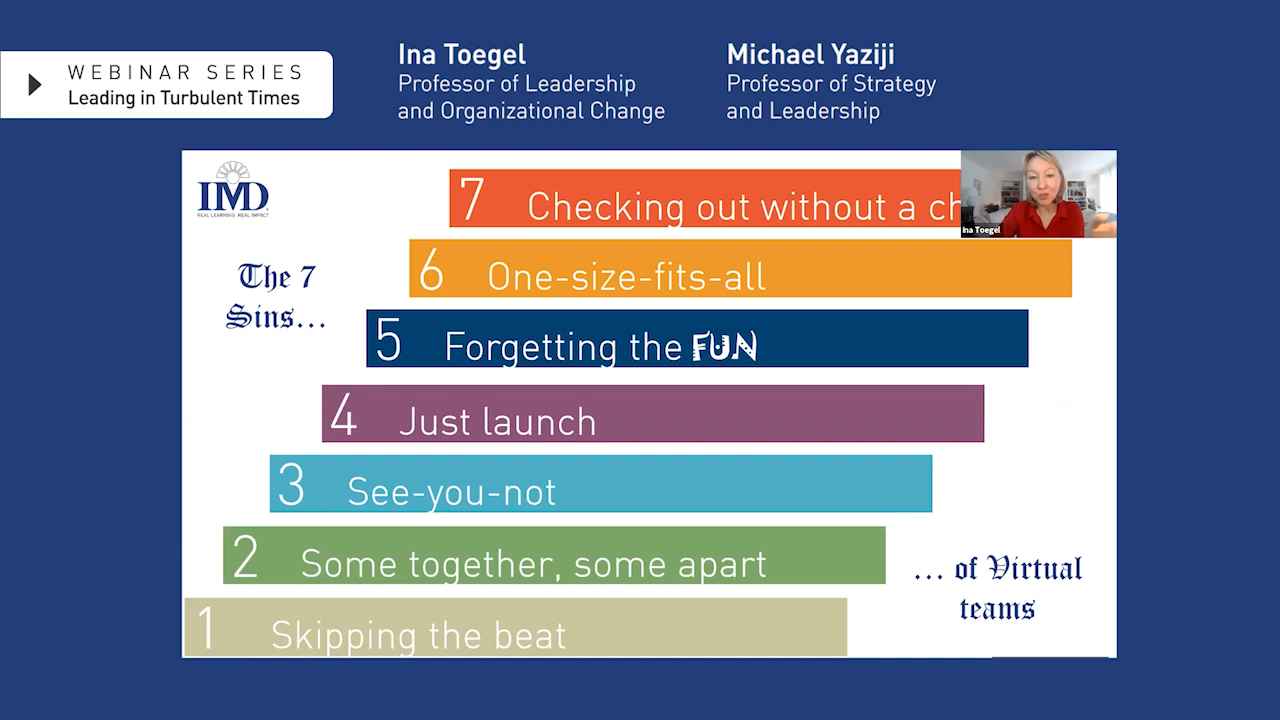 WEBINAR SERIES
Leading in Turbulent Times
Ina Toegel
Professor of Leadership
and Organizational Change
Michael Yaziji
Professor of Strategy
and Leadership
IMD
REAL LEARNING. REAL IMPACT
The 7
Sins...
7 Checking out without a ch
Ina Toegel
6 One-size-fits-all
5 Forgetting the FUN
4 Just launch
3 See-you-not
2 Some together, some apart
1 Skipping the beat
... of Virtual
teams